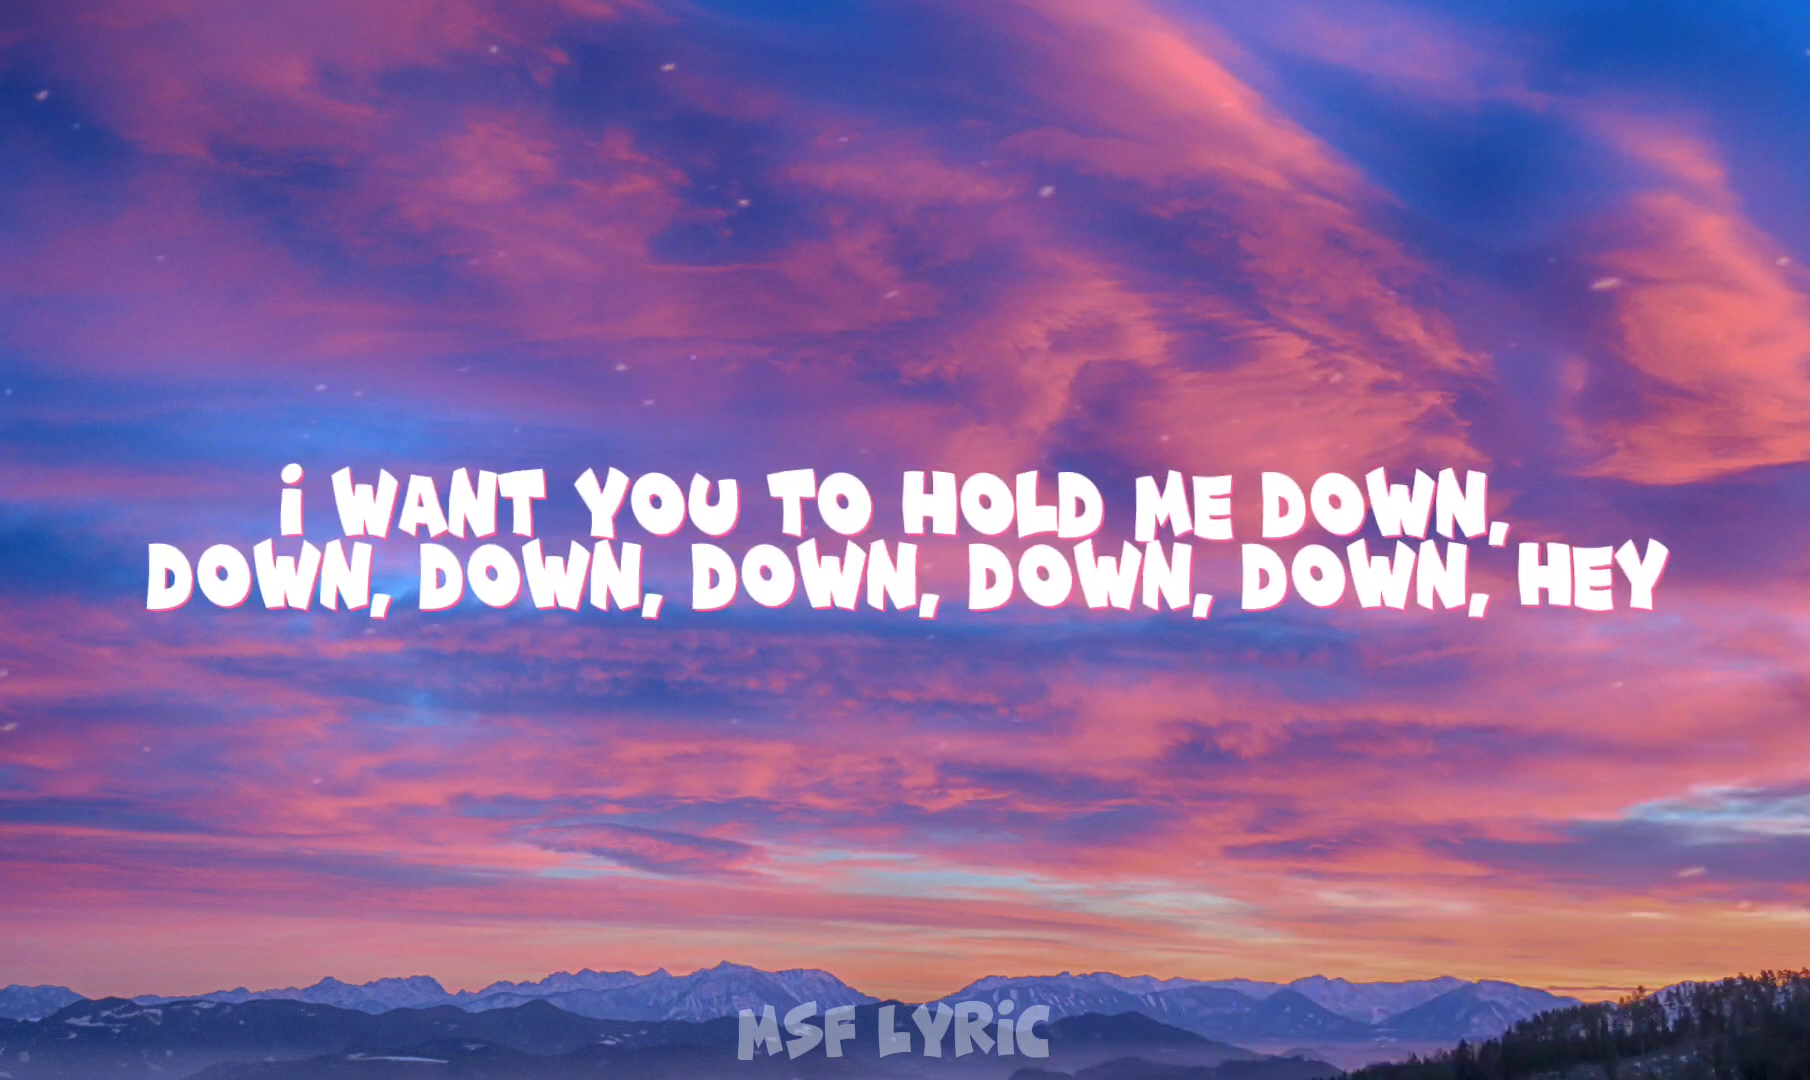 i WANT YOU TO HOLD ME DOWN,
DOWN, DOWN, DOWN, DOWN, DOWN, HEY
MSF LYRiC